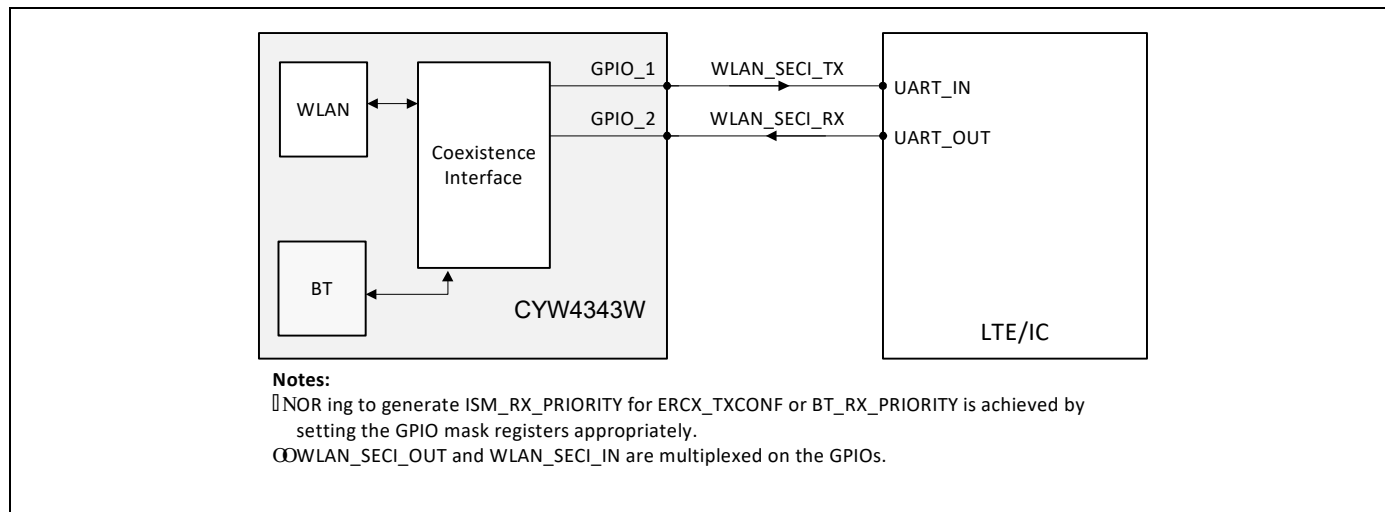 GPIO_1 WLAN_SECI_TX
UART_IN
WLAN
GPIO_2 WLAN_SECI_RX
UART_OUT
Coexistence
Interface
BT
CYW4343W
LTE/IC
Notes:
NOR ing to generate ISM_RX_PRIORITY for ERCX_TXCONF or BT_RX_PRIORITY is achieved by
setting the GPIO mask registers appropriately.
WLAN_SECI_OUT and WLAN_SECI_IN are multiplexed on the GPIOs.